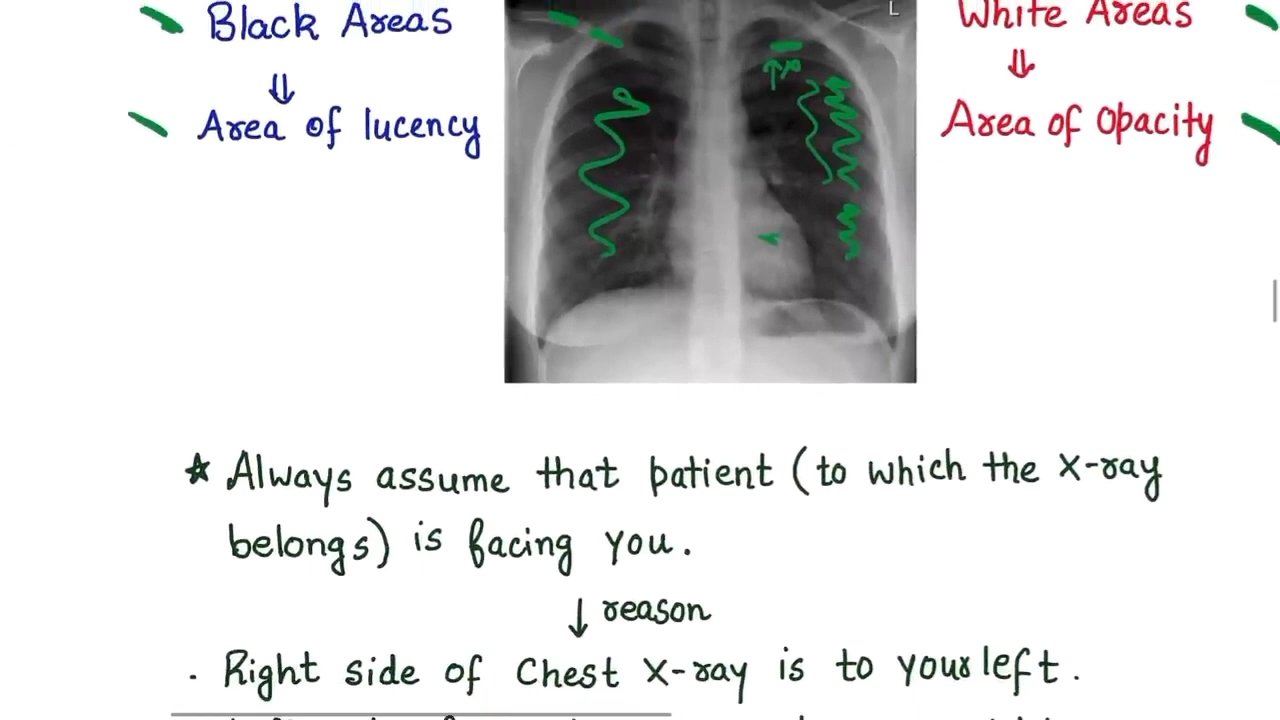 Black Areas
⇓
Area of lucency
L
White Areas
⇓
Area of Opacity
* Always assume that patient (to which the X-ray
belongs) is facing you.
↓ reason
. Right side of Chest X-ray is to your left.